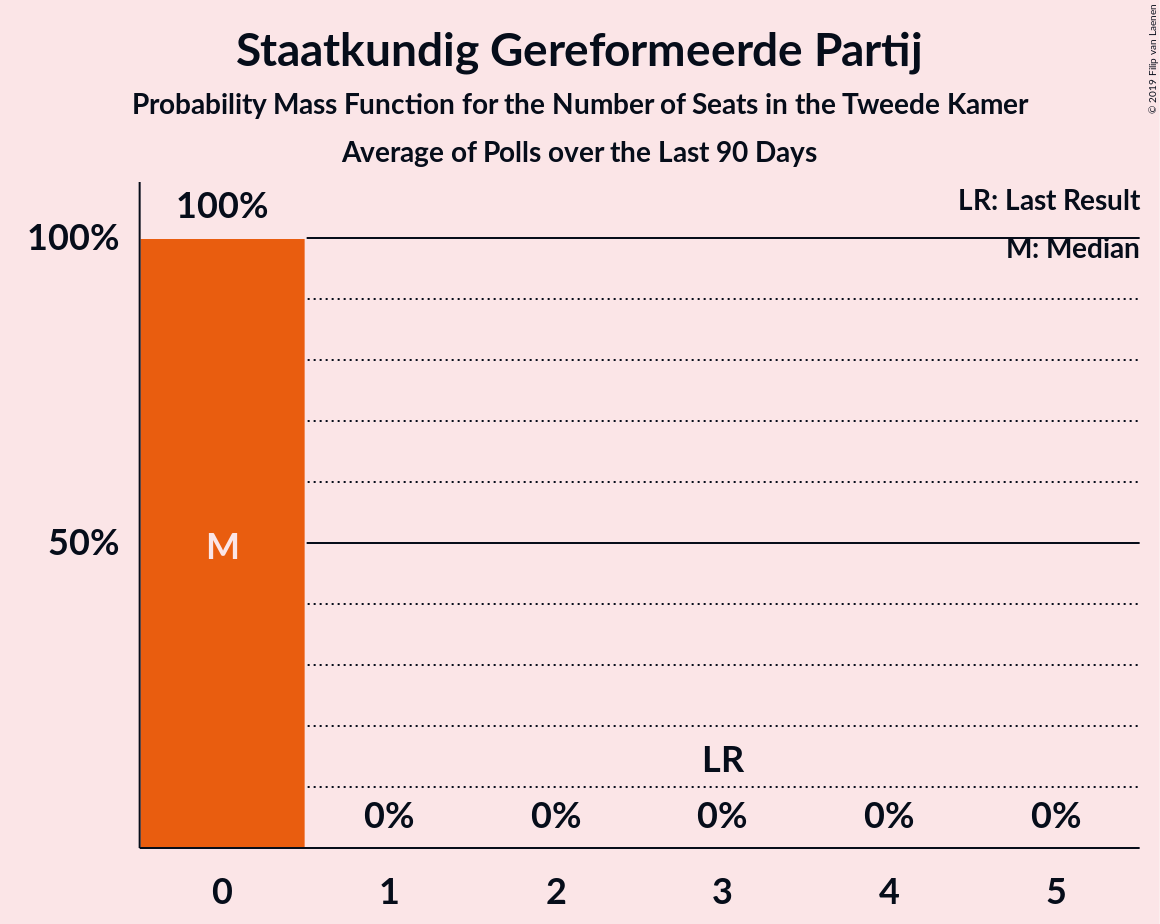 Staatkundig Gereformeerde Partij
Probability Mass Function for the Number of Seats in the Tweede Kamer
Average of Polls over the Last 90 Days
© 2019 Filip van Laenen
LR: Last Result
M: Median
100%
100%
50%
M
LR
0%
0%
0%
0%
0%
0
1
2
3
4
5